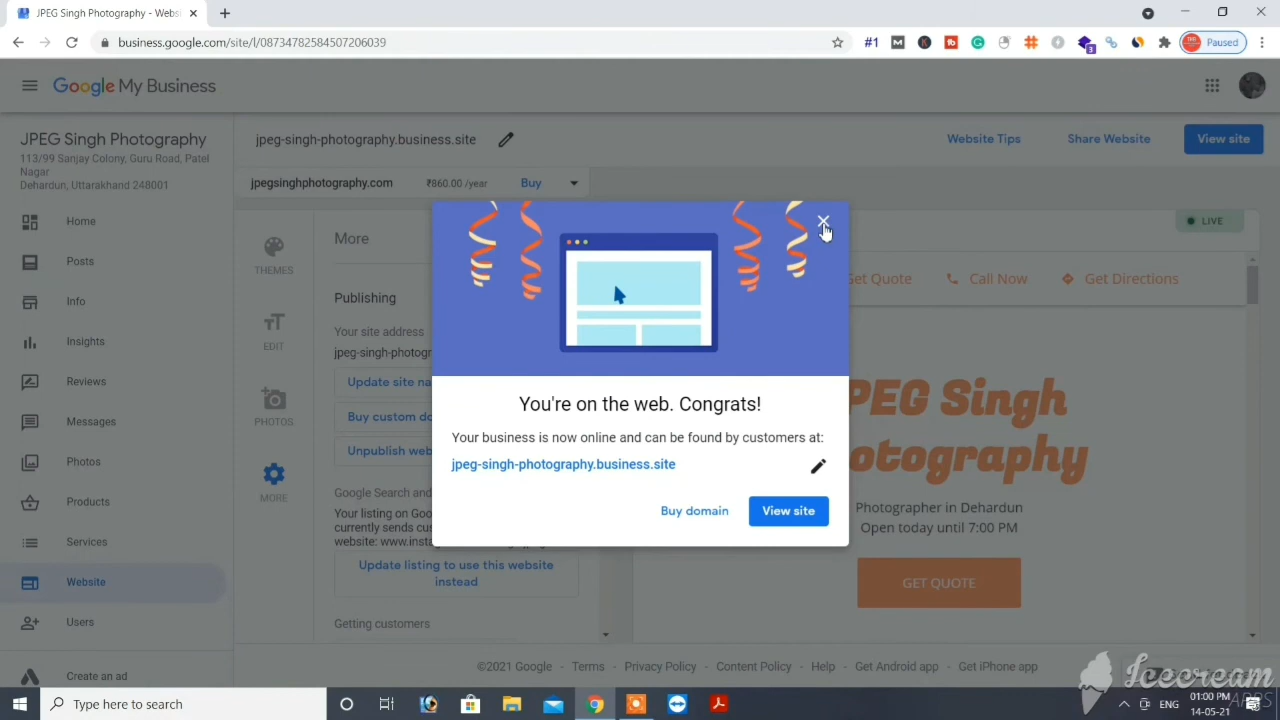 JPEG Singh Photography - Websi
business.google.com/site/l/08734782584507206039
#1
3
Paused
Google My Business
JPEG Singh Photography
113/99 Sanjay Colony, Guru Road, Patel
Nagar
Dehardun, Uttarakhand 248001
jpeg-singh-photography.business.site
Website Tips
Share Website
View site
jpegsinghphotography.com
₹860.00 /year
Buy
Home
Posts
Info
Insights
Reviews
Messages
Photos
Products
Services
Website
Users
Create an ad
THEMES
EDIT
PHOTOS
MORE
More
Publishing
Your site address
jpeg-singh-photogr
Update site na
Buy custom do
Unpublish web
Google Search and
Your listing on Goo
currently sends cus
website: www.instag
Update listing to use this website
instead
Getting customers
You're on the web. Congrats!
Your business is now online and can be found by customers at:
jpeg-singh-photography.business.site
Buy domain
View site
LIVE
Get Quote
Call Now
Get Directions
PEG Singh
otography
Photographer in Dehardun
Open today until 7:00 PM
GET QUOTE
©2021 Google - Terms - Privacy Policy - Content Policy - Help - Get Android app - Get iPhone app
Icecream
APPS
Type here to search
ENG
01:00 PM
14-05-21